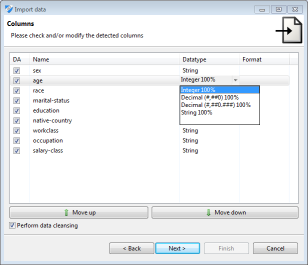 Import data
Columns
Please check and/or modify the detected columns
DA Name Datatype Format
sex String
age Integer 100%
race Integer 100%
marital-status Decimal (#,##0) 100%
education Decimal (#,##0.###) 100%
native-country String 100%
workclass String
occupation String
salary-class String
Move up Move down
Perform data cleansing
< Back Next > Finish Cancel